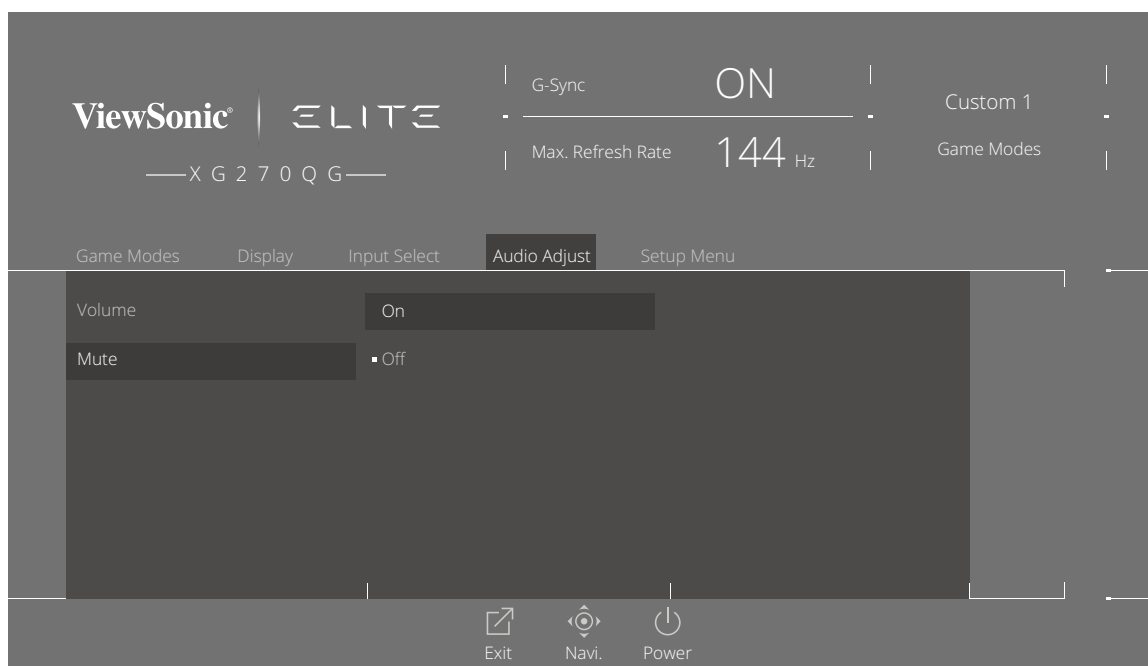 ViewSonic® | ELITE
XG270QG
G-Sync ON
Max. Refresh Rate 144 Hz
Custom 1
Game Modes
Game Modes Display Input Select Audio Adjust Setup Menu
Volume On
Mute Off
Exit Navi. Power